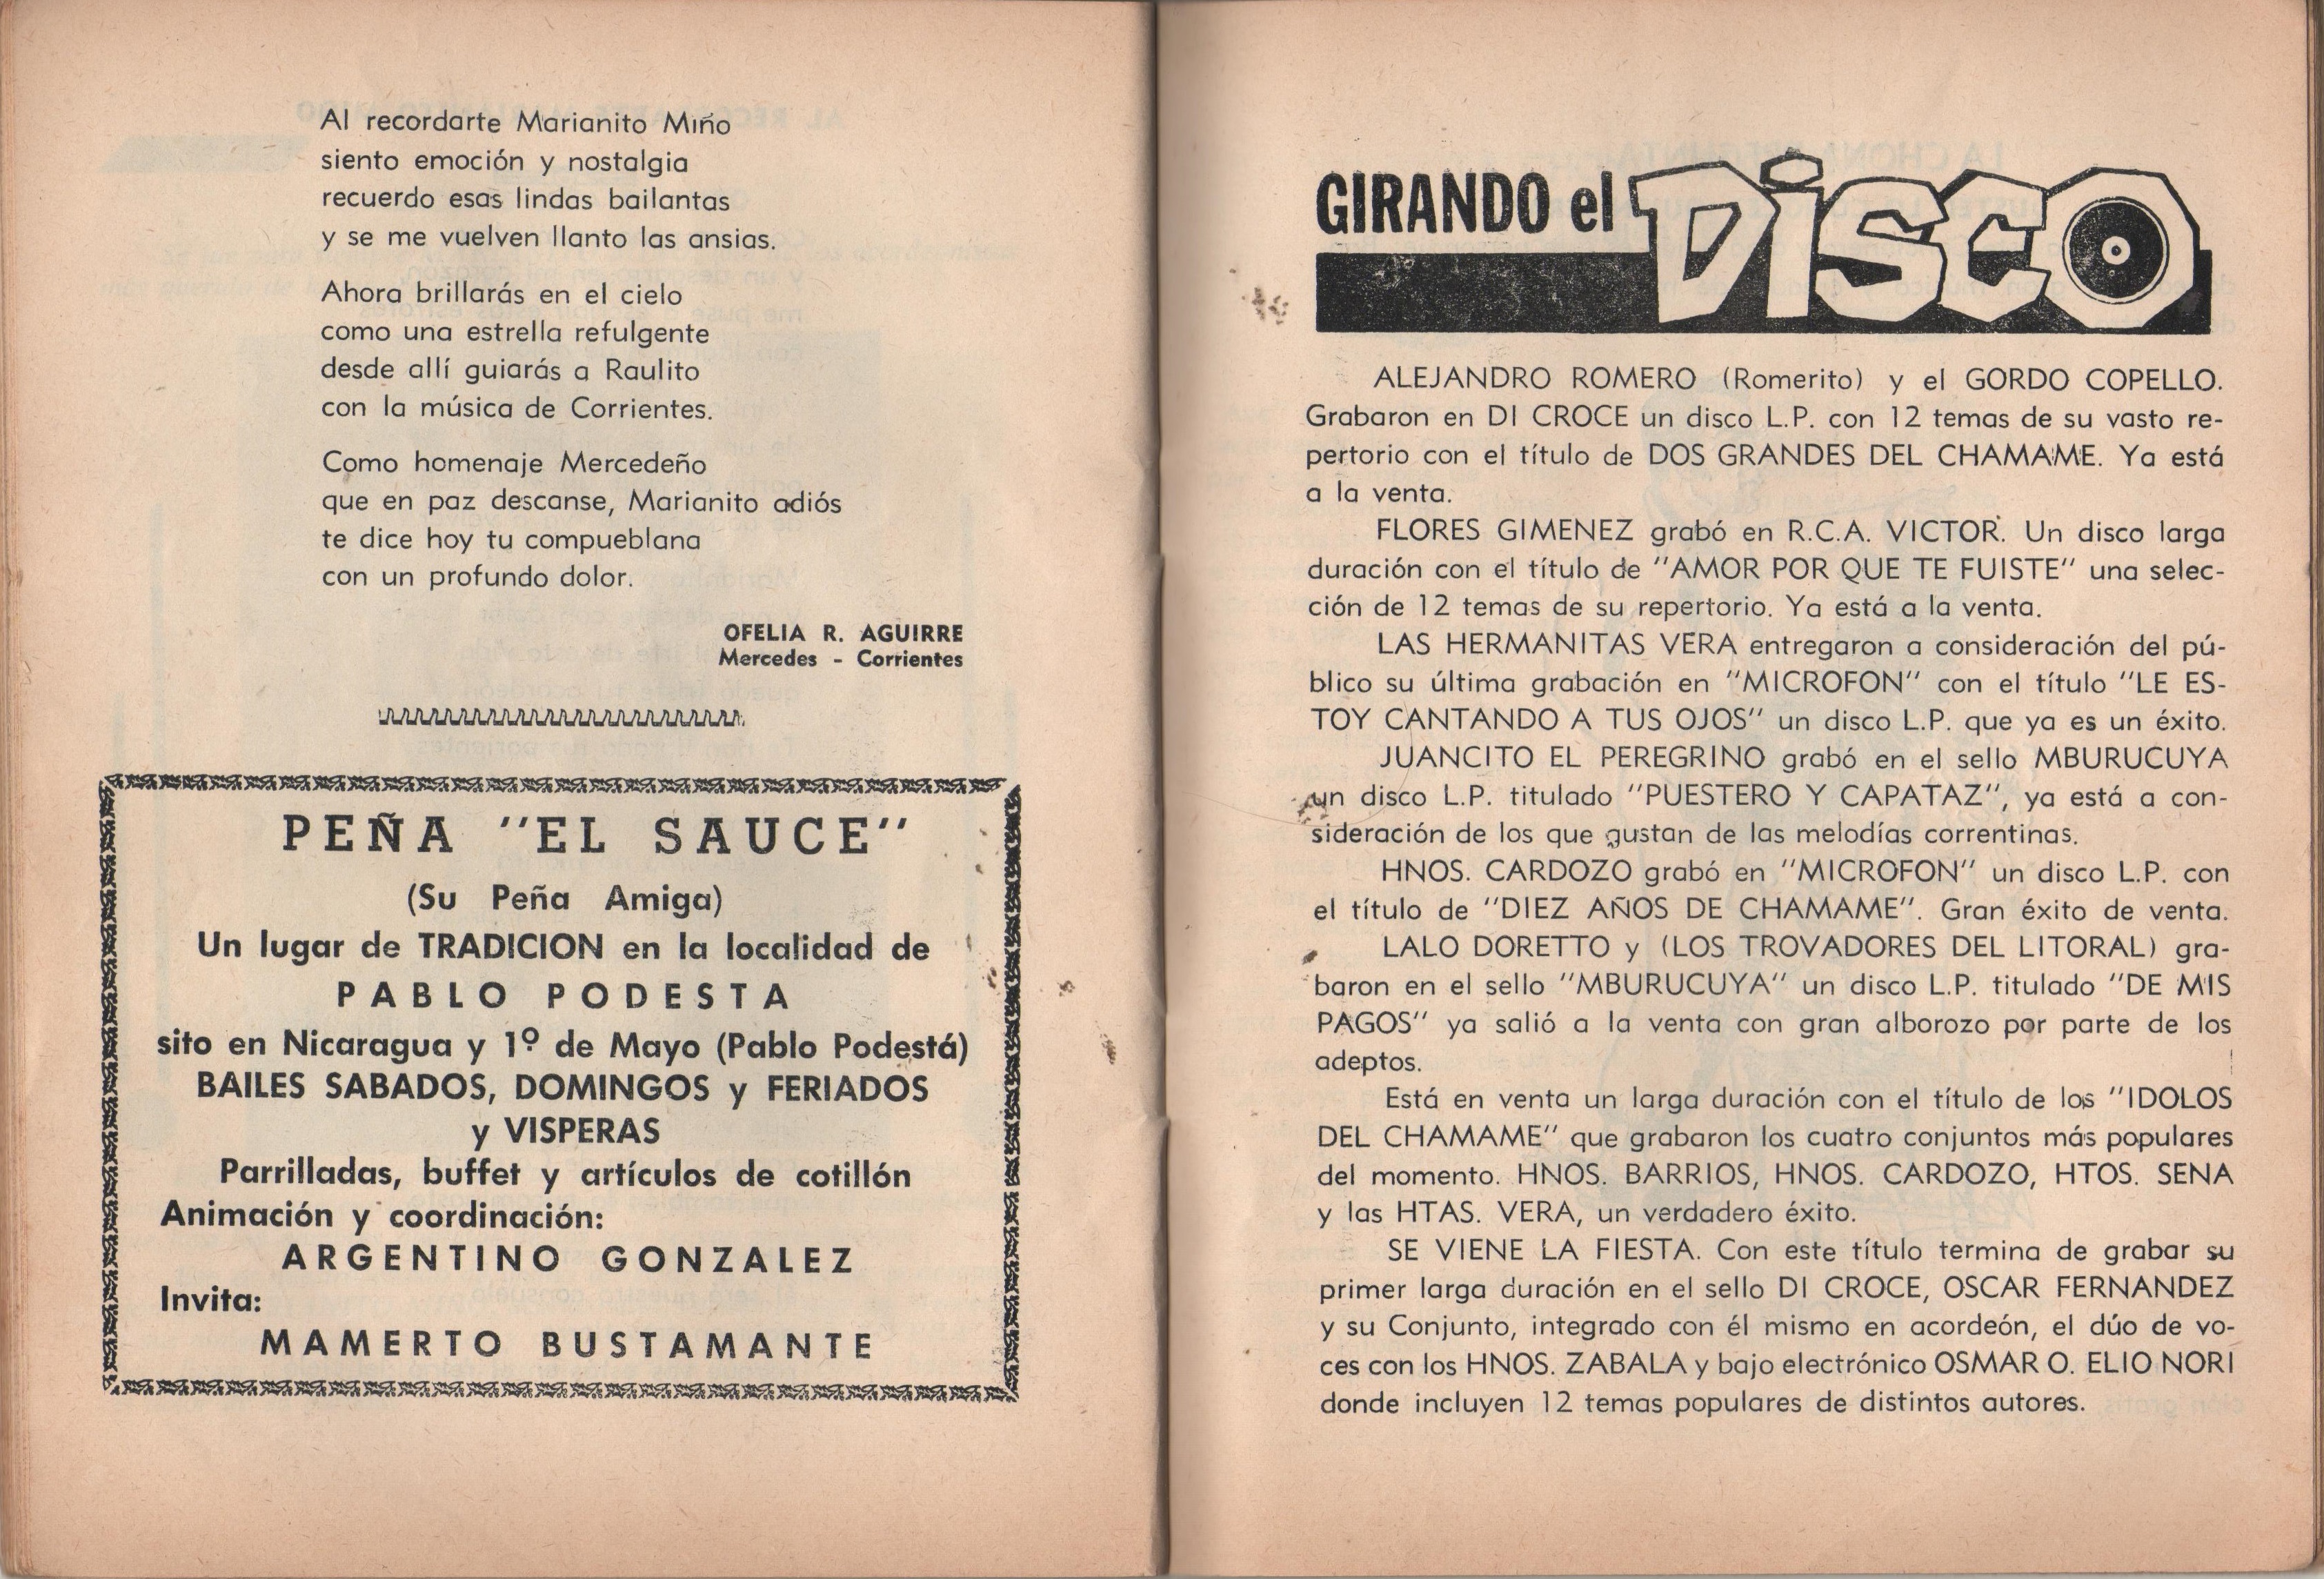 Al recordarte Marianito Miño
siento emoción y nostalgia
recuerdo esas lindas bailantas
y se me vuelven llanto las ansias.
Ahora brillarás en el cielo
como una estrella refulgente
desde allí guiarás a Raulito
con la música de Corrientes.
Como homenaje Mercedeño
que en paz descanse, Marianito adiós
te dice hoy tu compueblana
con un profundo dolor.
OFELIA R. AGUIRRE
Mercedes - Corrientes
PEÑA "EL SAUCE"
(Su Peña Amiga)
Un lugar de TRADICION en la localidad de
PABLO PODESTA
sito en Nicaragua y 1º de Mayo (Pablo Podestá)
BAILES SABADOS, DOMINGOS y FERIADOS
y VISPERAS
Parrilladas, buffet y artículos de cotillón
Animación y coordinación:
ARGENTINO GONZALEZ
Invita:
MAMERTO BUSTAMANTE
GIRANDO el DISCO
ALEJANDRO ROMERO (Romerito) y el GORDO COPELLO.
Grabaron en DI CROCE un disco L.P. con 12 temas de su vasto re-
pertorio con el título de DOS GRANDES DEL CHAMAME. Ya está
a la venta.
FLORES GIMENEZ grabó en R.C.A. VICTOR. Un disco larga
duración con el título de "AMOR POR QUE TE FUISTE" una selec-
ción de 12 temas de su repertorio. Ya está a la venta.
LAS HERMANITAS VERA entregaron a consideración del pú-
blico su última grabación en "MICROFON" con el título "LE ES-
TOY CANTANDO A TUS OJOS" un disco L.P. que ya es un éxito.
JUANCITO EL PEREGRINO grabó en el sello MBURUCUYA
un disco L.P. titulado "PUESTERO Y CAPATAZ", ya está a con-
sideración de los que gustan de las melodías correntinas.
HNOS. CARDOZO grabó en "MICROFON" un disco L.P. con
el título de "DIEZ AÑOS DE CHAMAME". Gran éxito de venta.
LALO DORETTO y (LOS TROVADORES DEL LITORAL) gra-
baron en el sello "MBURUCUYA" un disco L.P. titulado "DE MIS
PAGOS" ya salió a la venta con gran alborozo por parte de los
adeptos.
Está en venta un larga duración con el título de los "IDOLOS
DEL CHAMAME" que grabaron los cuatro conjuntos más populares
del momento. HNOS. BARRIOS, HNOS. CARDOZO, HTOS. SENA
y las HTAS. VERA, un verdadero éxito.
SE VIENE LA FIESTA. Con este título termina de grabar su
primer larga duración en el sello DI CROCE, OSCAR FERNANDEZ
y su Conjunto, integrado con él mismo en acordeón, el dúo de vo-
ces con los HNOS. ZABALA y bajo electrónico OSMAR O. ELIO NORI
donde incluyen 12 temas populares de distintos autores.